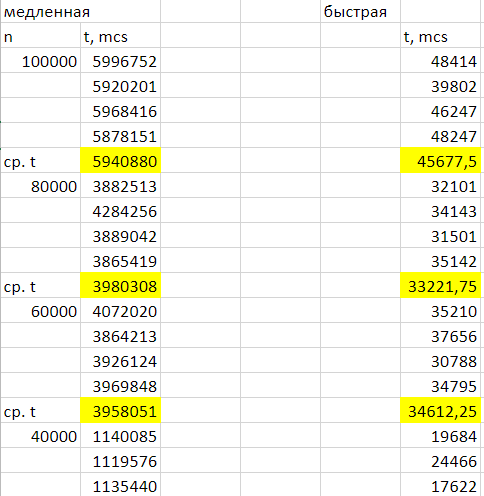 медленная быстрая
n t, mcs t, mcs
100000 5996752 48414
5920201 39802
5968416 46247
5878151 48247
ср. t 5940880 45677,5
80000 3882513 32101
4284256 34143
3889042 31501
3865419 35142
ср. t 3980308 33221,75
60000 4072020 35210
3864213 37656
3926124 30788
3969848 34795
ср. t 3958051 34612,25
40000 1140085 19684
1119576 24466
1135440 17622